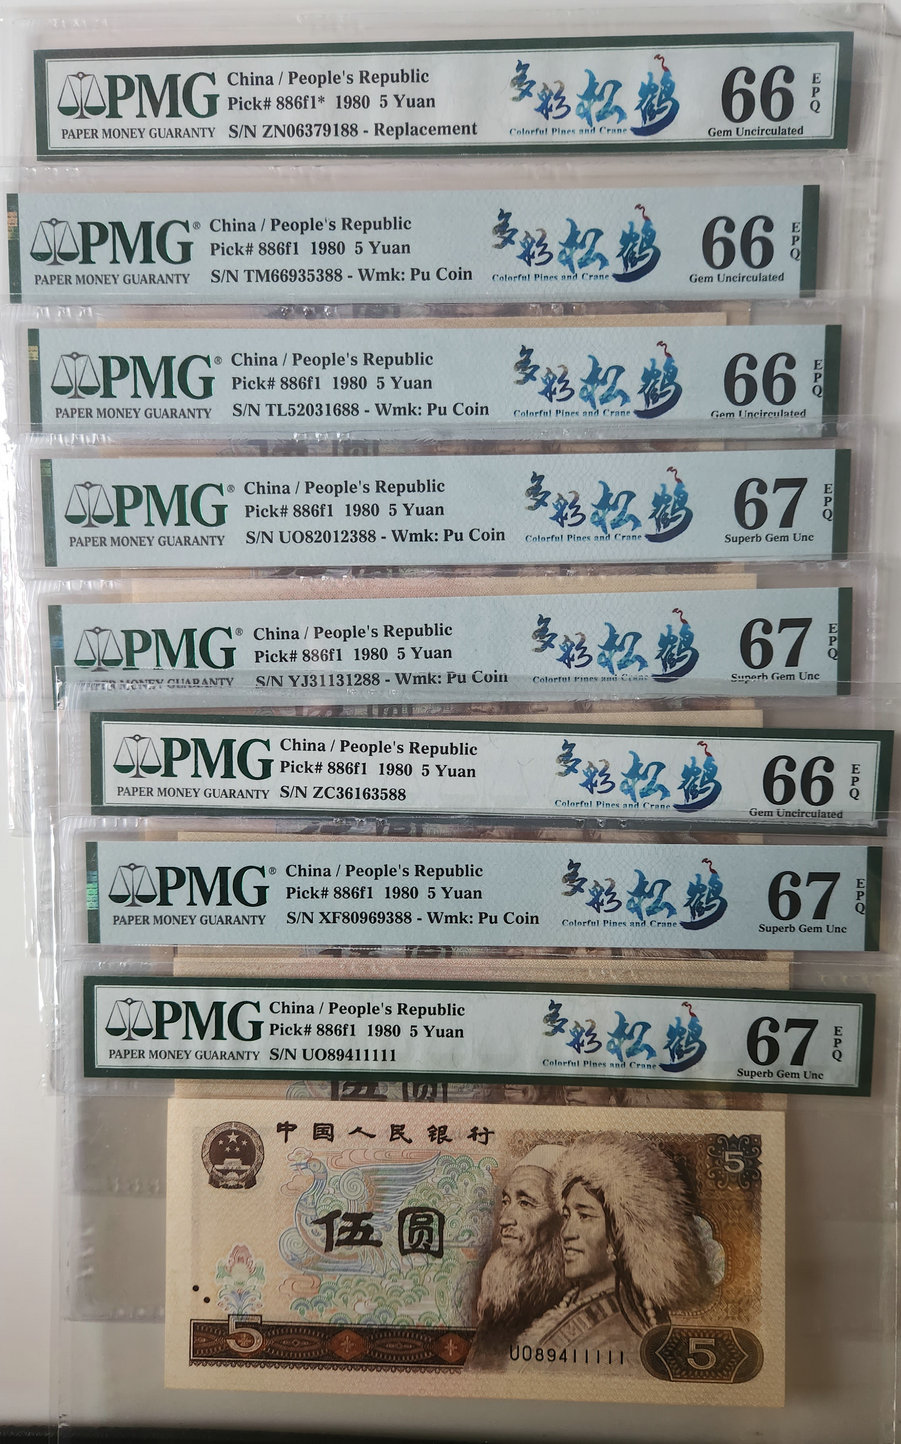 PMG
PAPER MONEY GUARANTY
China / People's Republic
Pick# 886f1* 1980 5 Yuan
S/N ZN06379188 - Replacement
多彩松鹤
Colorful Pines and Crane
66
Gem Uncirculated
EPQ
PMG®
PAPER MONEY GUARANTY
China / People's Republic
Pick# 886f1 1980 5 Yuan
S/N TM66935388 - Wmk: Pu Coin
多彩松鹤
Colorful Pines and Crane
66
Gem Uncirculated
EPQ
PMG®
PAPER MONEY GUARANTY
China / People's Republic
Pick# 886f1 1980 5 Yuan
S/N TL52031688 - Wmk: Pu Coin
多彩松鹤
Colorful Pines and Crane
66
Gem Uncirculated
EPQ
PMG®
PAPER MONEY GUARANTY
China / People's Republic
Pick# 886f1 1980 5 Yuan
S/N UO82012388 - Wmk: Pu Coin
多彩松鹤
Colorful Pines and Crane
67
Superb Gem Unc
EPQ
PMG®
PAPER MONEY GUARANTY
China / People's Republic
Pick# 886f1 1980 5 Yuan
S/N YJ31131288 - Wmk: Pu Coin
多彩松鹤
Colorful Pines and Crane
67
Superb Gem Unc
EPQ
PMG
PAPER MONEY GUARANTY
China / People's Republic
Pick# 886f1 1980 5 Yuan
S/N ZC36163588
多彩松鹤
Colorful Pines and Crane
66
Gem Uncirculated
EPQ
PMG®
PAPER MONEY GUARANTY
China / People's Republic
Pick# 886f1 1980 5 Yuan
S/N XF80969388 - Wmk: Pu Coin
多彩松鹤
Colorful Pines and Crane
67
Superb Gem Unc
EPQ
PMG
PAPER MONEY GUARANTY
China / People's Republic
Pick# 886f1 1980 5 Yuan
S/N UO89411111
多彩松鹤
Colorful Pines and Crane
67
Superb Gem Unc
EPQ
伍圆
中国人民银行
5
伍圆
5
UO89411111
5